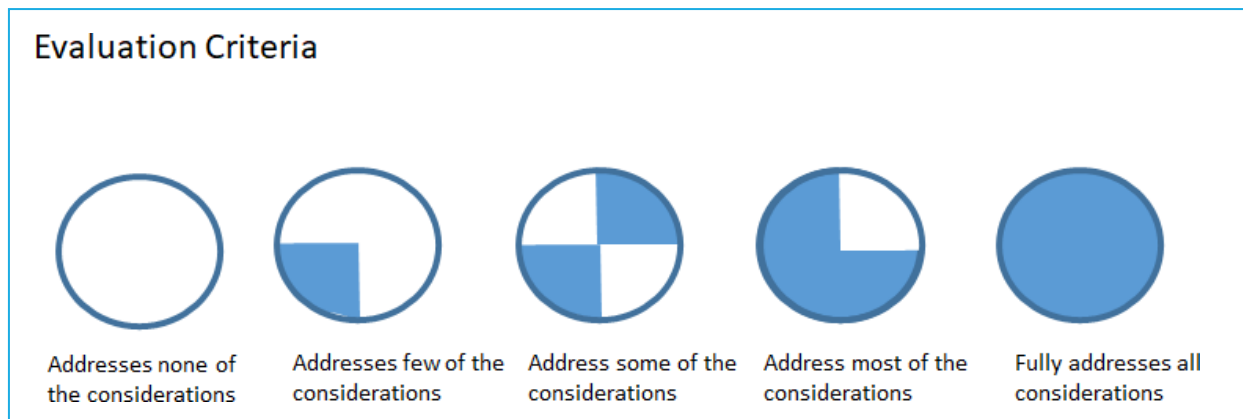 Evaluation Criteria
Addresses none of
the considerations
Addresses few of the
considerations
Address some of the
considerations
Address most of the
considerations
Fully addresses all
considerations